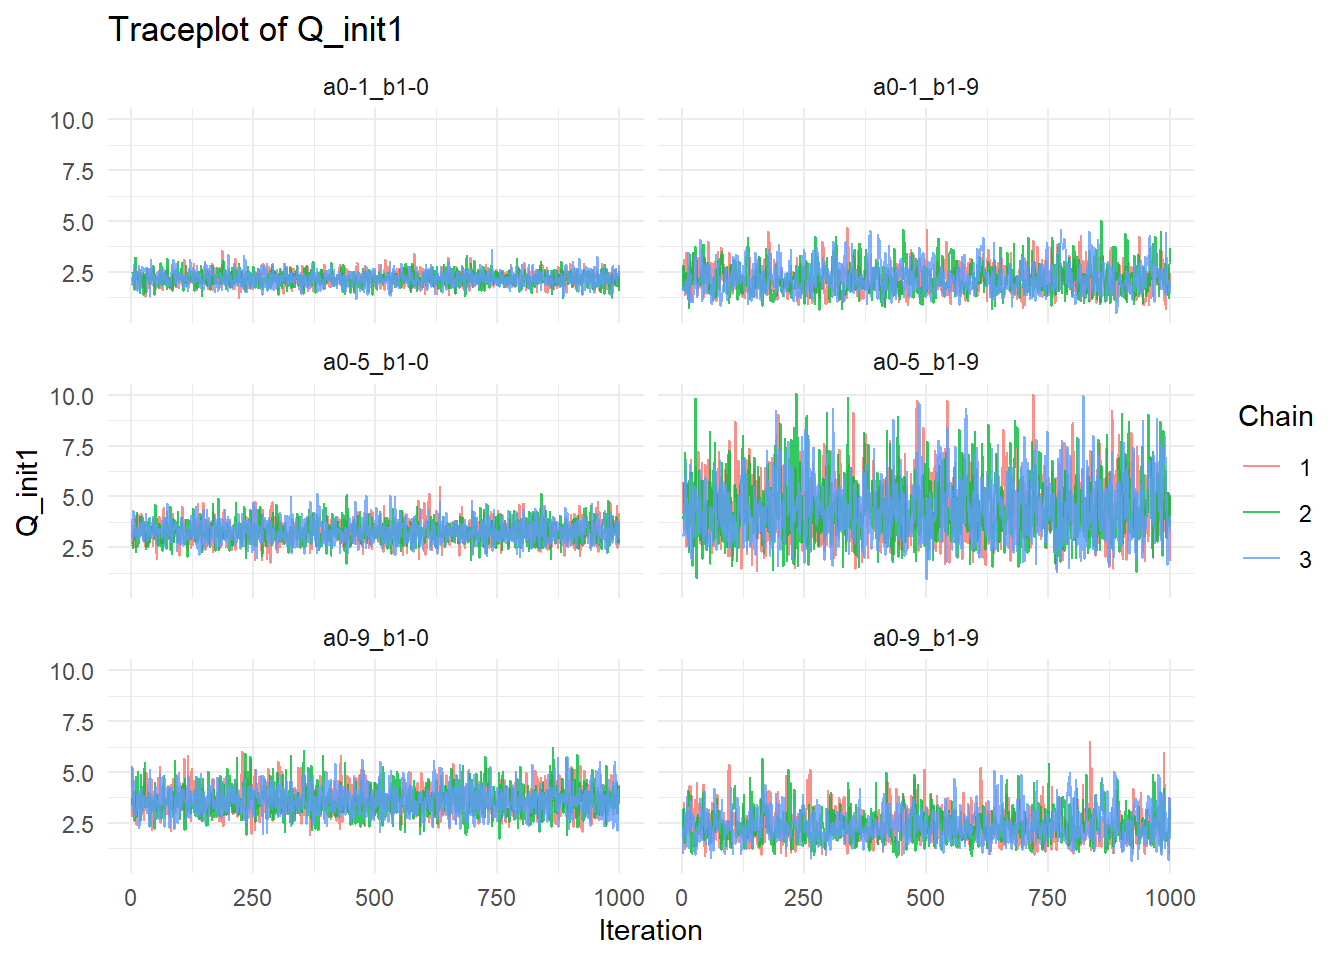 Traceplot of Q_init1
a0-1_b1-0
a0-1_b1-9
10.0
7.5
5.0
2.5
a0-5_b1-0
a0-5_b1-9
10.0
7.5
5.0
2.5
Q_init1
a0-9_b1-0
a0-9_b1-9
10.0
7.5
5.0
2.5
0 250 500 750 1000
0 250 500 750 1000
Iteration
Chain
1
2
3